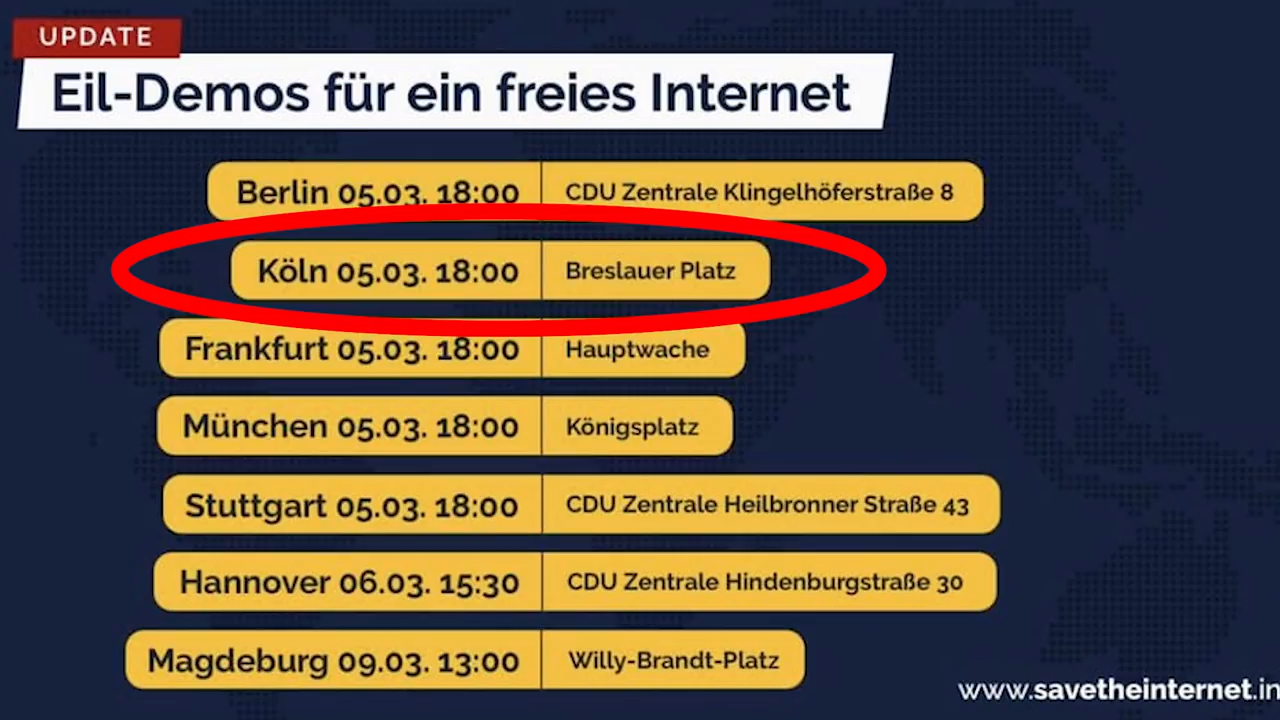 UPDATE
Eil-Demos für ein freies Internet
Berlin 05.03. 18:00 CDU Zentrale Klingelhöferstraße 8
Köln 05.03. 18:00 Breslauer Platz
Frankfurt 05.03. 18:00 Hauptwache
München 05.03. 18:00 Königsplatz
Stuttgart 05.03. 18:00 CDU Zentrale Heilbronner Straße 43
Hannover 06.03. 15:30 CDU Zentrale Hindenburgstraße 30
Magdeburg 09.03. 13:00 Willy-Brandt-Platz
www.savetheinternet.in